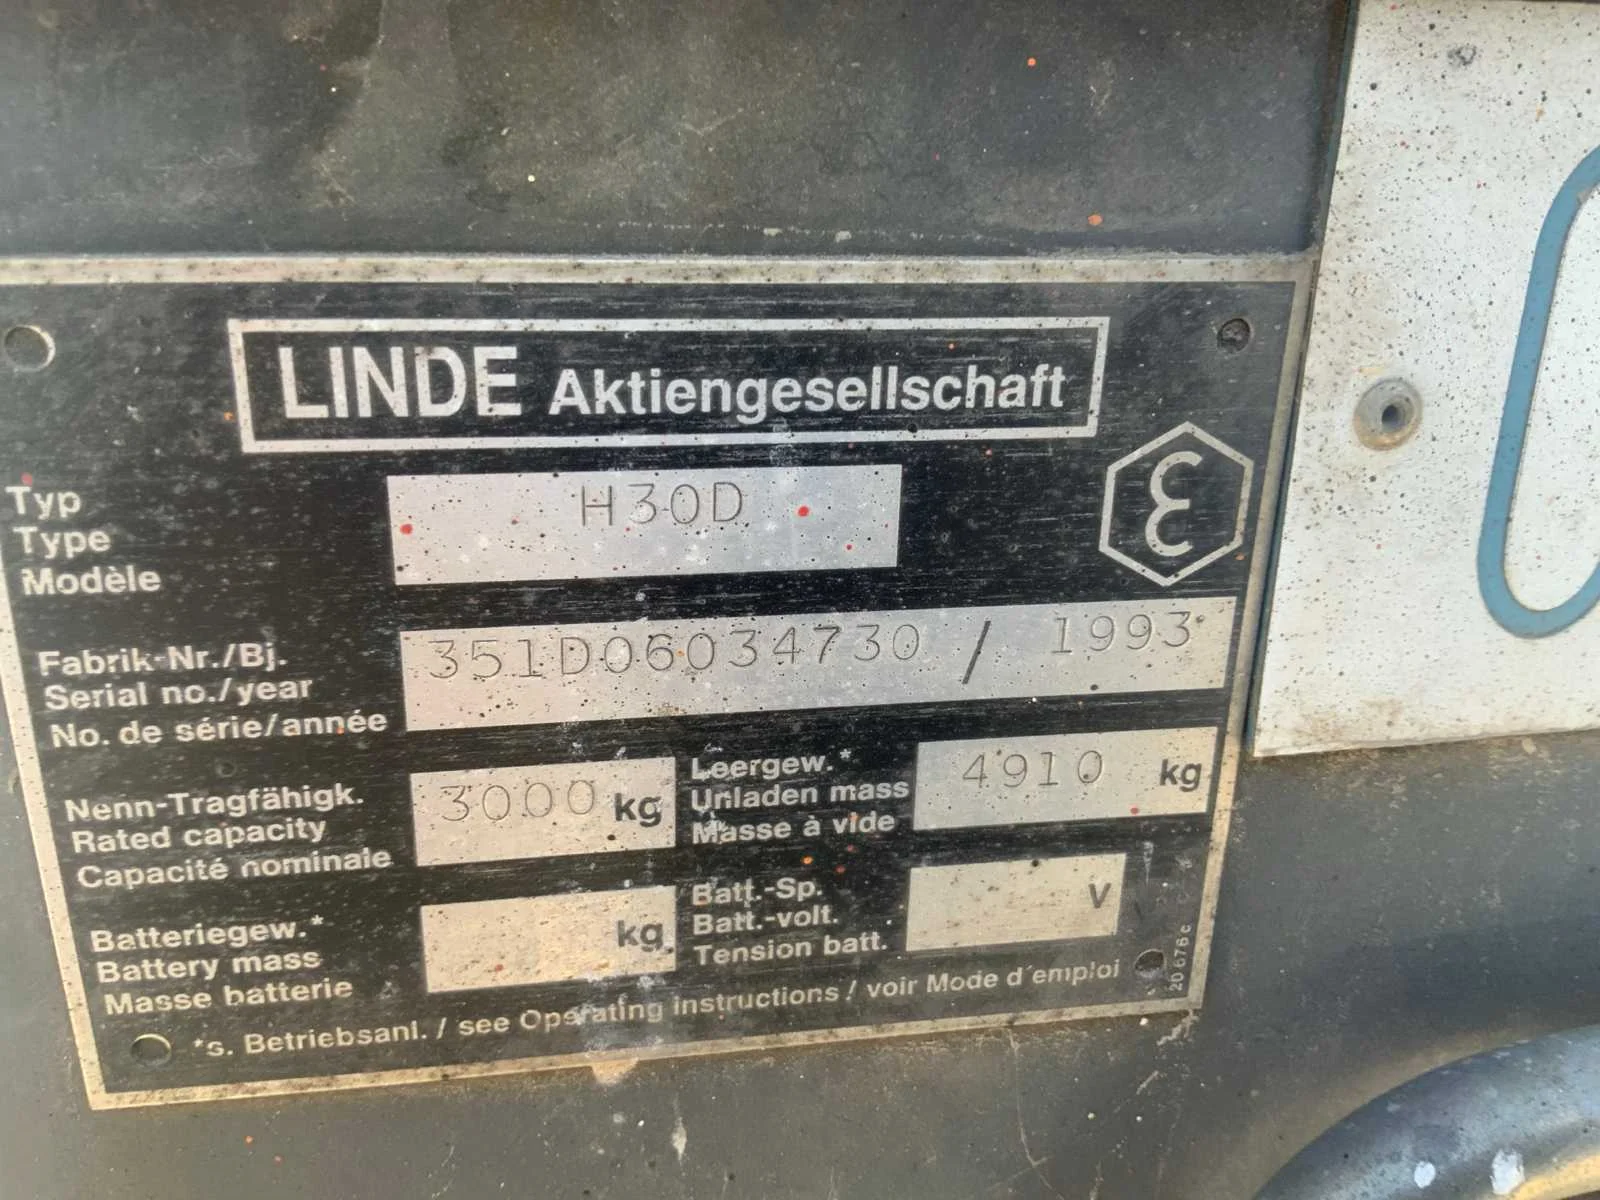 LINDE Aktiengesellschaft
Typ
Type
Modèle
H30D
Fabrik-Nr./Bj.
Serial no./year
No. de série/année
351D06034730 / 1993
Nenn-Tragfähigk.
Rated capacity
Capacité nominale
3000 kg
Leergew.*
Unladen mass
Masse à vide
4910 kg
Batteriegew.*
Battery mass
Masse batterie
kg
Batt.-Sp.
Batt.-volt.
Tension batt.
V
*s. Betriebsanl. / see Operating instructions / voir Mode d'emploi